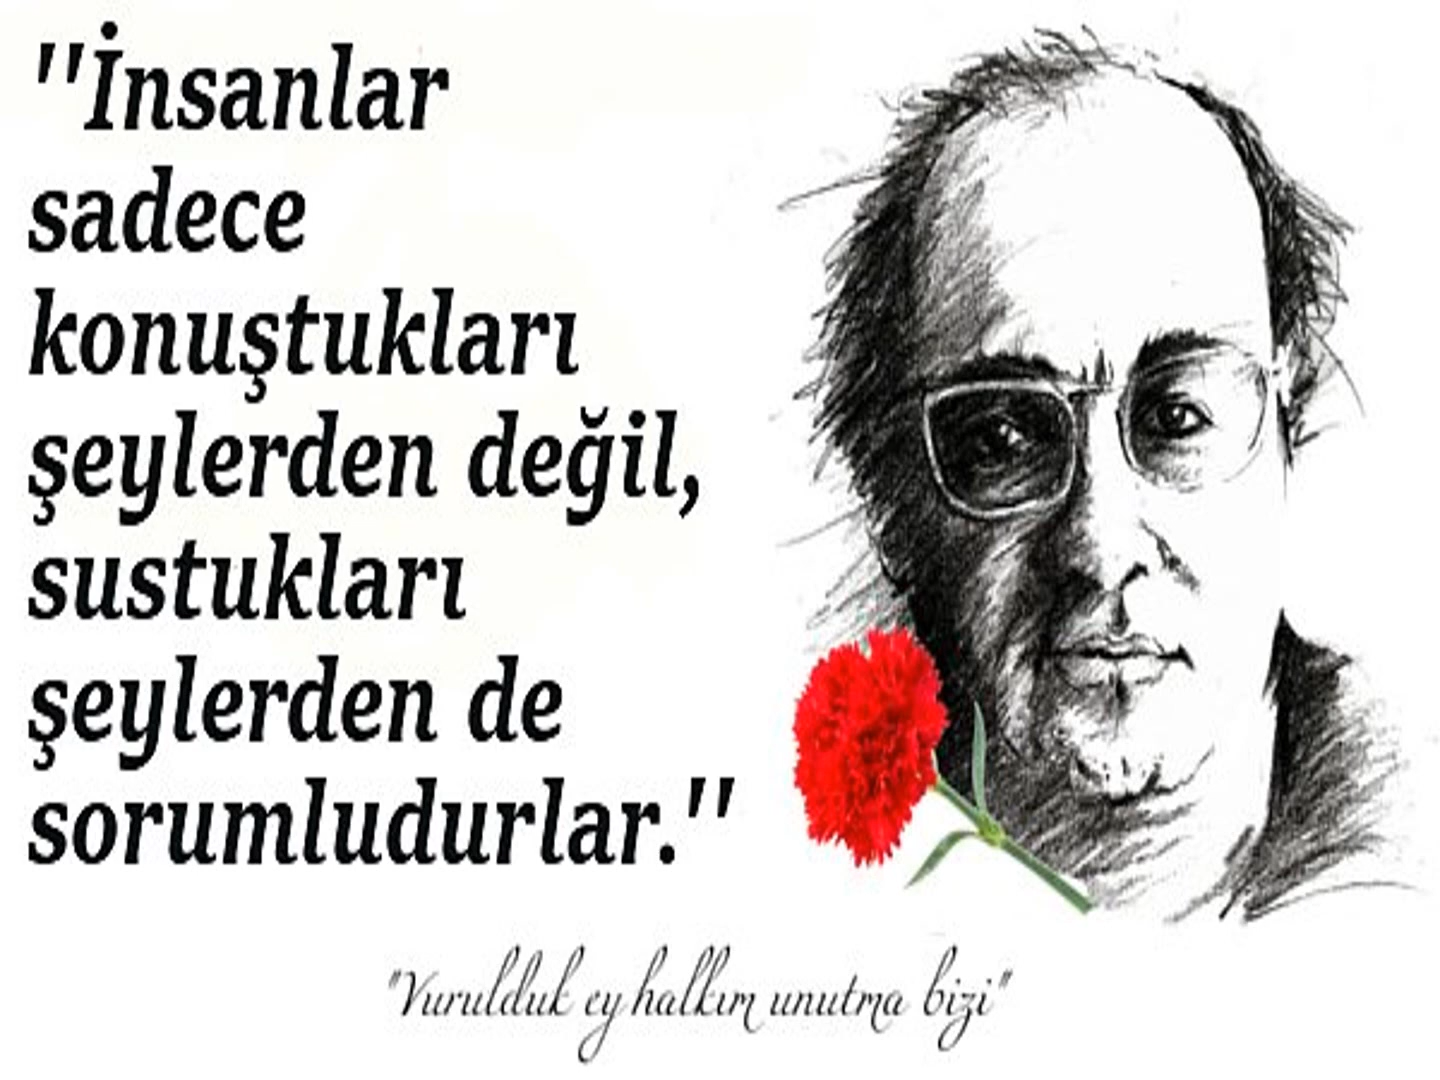 "İnsanlar
sadece
konuştukları
şeylerden değil,
sustukları
şeylerden de
sorumludurlar."
"Vurulduk ey halkım unutma bizi"